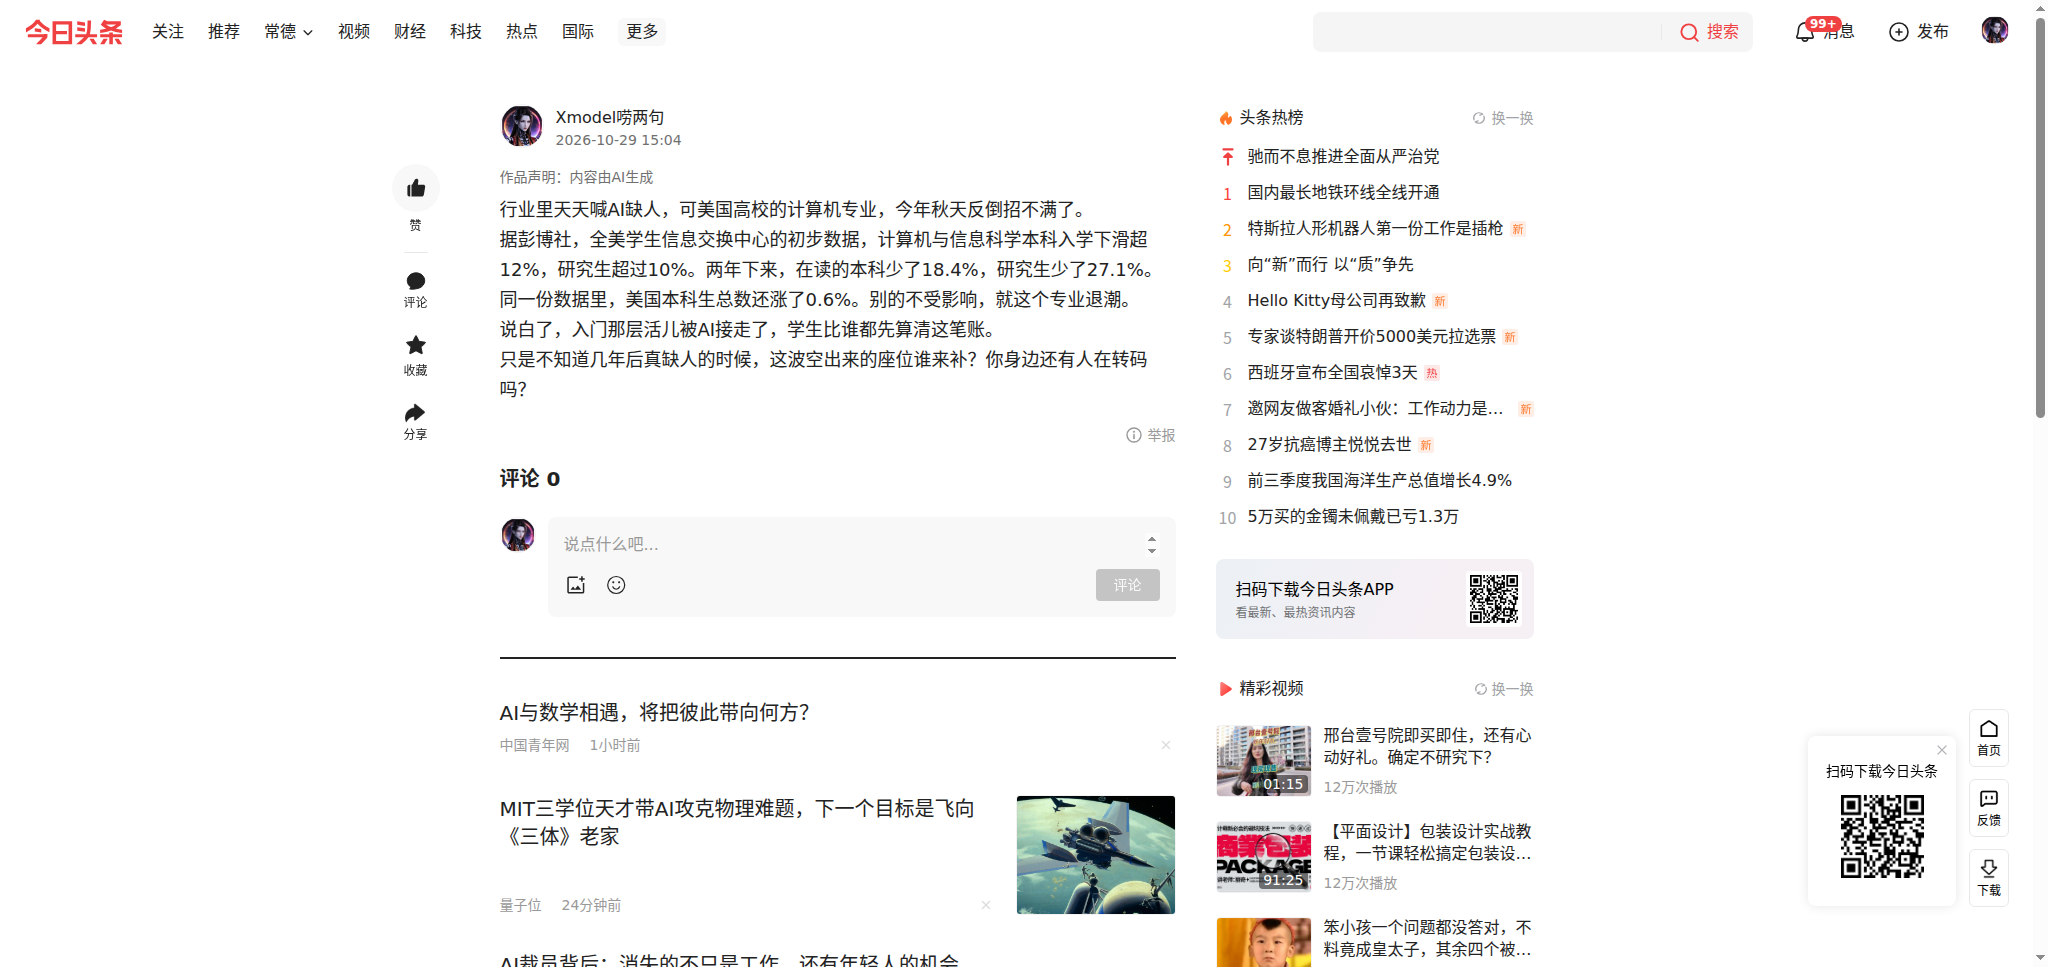 今日头条
关注 推荐 常德 视频 财经 科技 热点 国际 更多
搜索
99+
消息
发布
Xmodel唠两句
2026-10-29 15:04
作品声明：内容由AI生成
行业里天天喊AI缺人，可美国高校的计算机专业，今年秋天反倒招不满了。
据彭博社，全美学生信息交换中心的初步数据，计算机与信息科学本科入学下滑超
12%，研究生超过10%。两年下来，在读的本科少了18.4%，研究生少了27.1%。
同一份数据里，美国本科生总数还涨了0.6%。别的不受影响，就这个专业退潮。
说白了，入门那层活儿被AI接走了，学生比谁都先算清这笔账。
只是不知道几年后真缺人的时候，这波空出来的座位谁来补？你身边还有人在转码
吗？
赞
评论
收藏
分享
举报
评论 0
说点什么吧...
评论
AI与数学相遇，将把彼此带向何方？
中国青年网 1小时前
MIT三学位天才带AI攻克物理难题，下一个目标是飞向
《三体》老家
量子位 24分钟前
AI裁员背后：消失的不只是工作，还有年轻人的机会
头条热榜
换一换
驰而不息推进全面从严治党
1 国内最长地铁环线全线开通
2 特斯拉人形机器人第一份工作是插枪 新
3 向“新”而行 以“质”争先
4 Hello Kitty母公司再致歉 新
5 专家谈特朗普开价5000美元拉选票 新
6 西班牙宣布全国哀悼3天 热
7 邀网友做客婚礼小伙：工作动力是... 新
8 27岁抗癌博主悦悦去世 新
9 前三季度我国海洋生产总值增长4.9%
10 5万买的金镯未佩戴已亏1.3万
扫码下载今日头条APP
看最新、最热资讯内容
精彩视频
换一换
01:15
邢台壹号院即买即住，还有心
动好礼。确定不研究下？
12万次播放
商业包装
PACKAGE
91:25
【平面设计】包装设计实战教
程，一节课轻松搞定包装设...
12万次播放
笨小孩一个问题都没答对，不
料竟成皇太子，其余四个被...
扫码下载今日头条
首页
反馈
下载